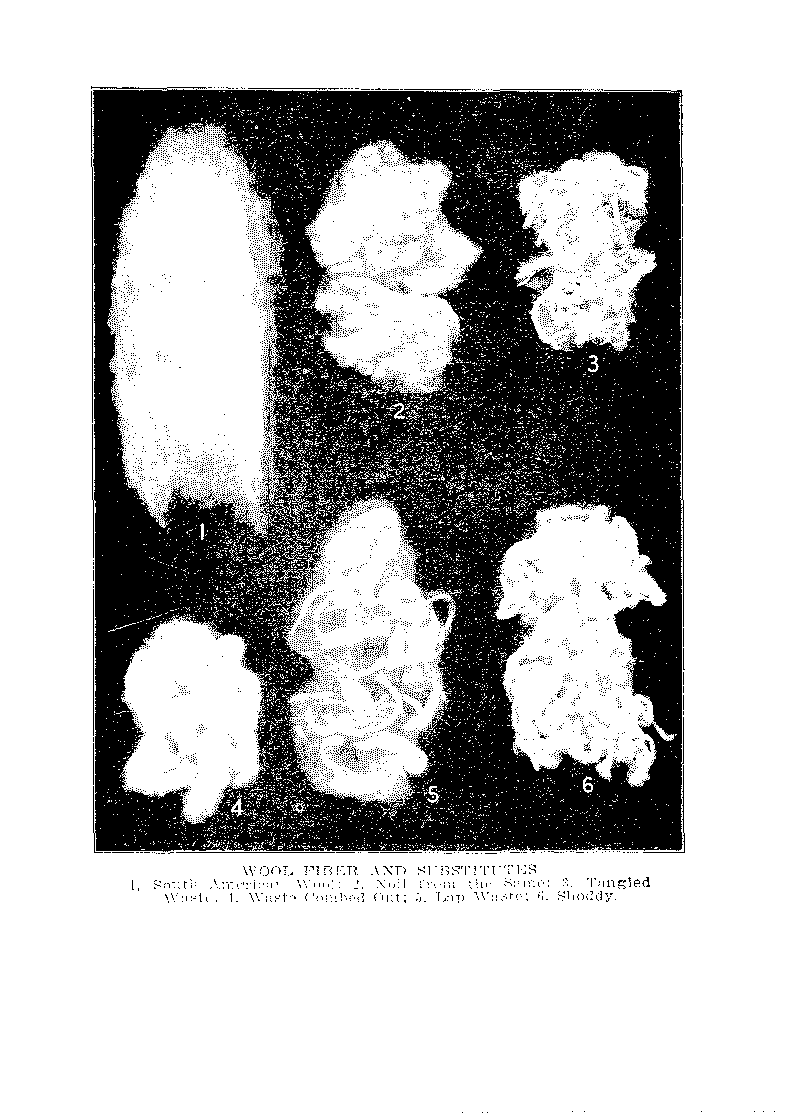 1
2
3
4
5
6
WOOL FIBER AND SUBSTITUTES
1, South American Wool; 2, Noil from the Same; 3, Tangled
Waste; 4, Waste Combed Out; 5, Lap Waste; 6, Shoddy.